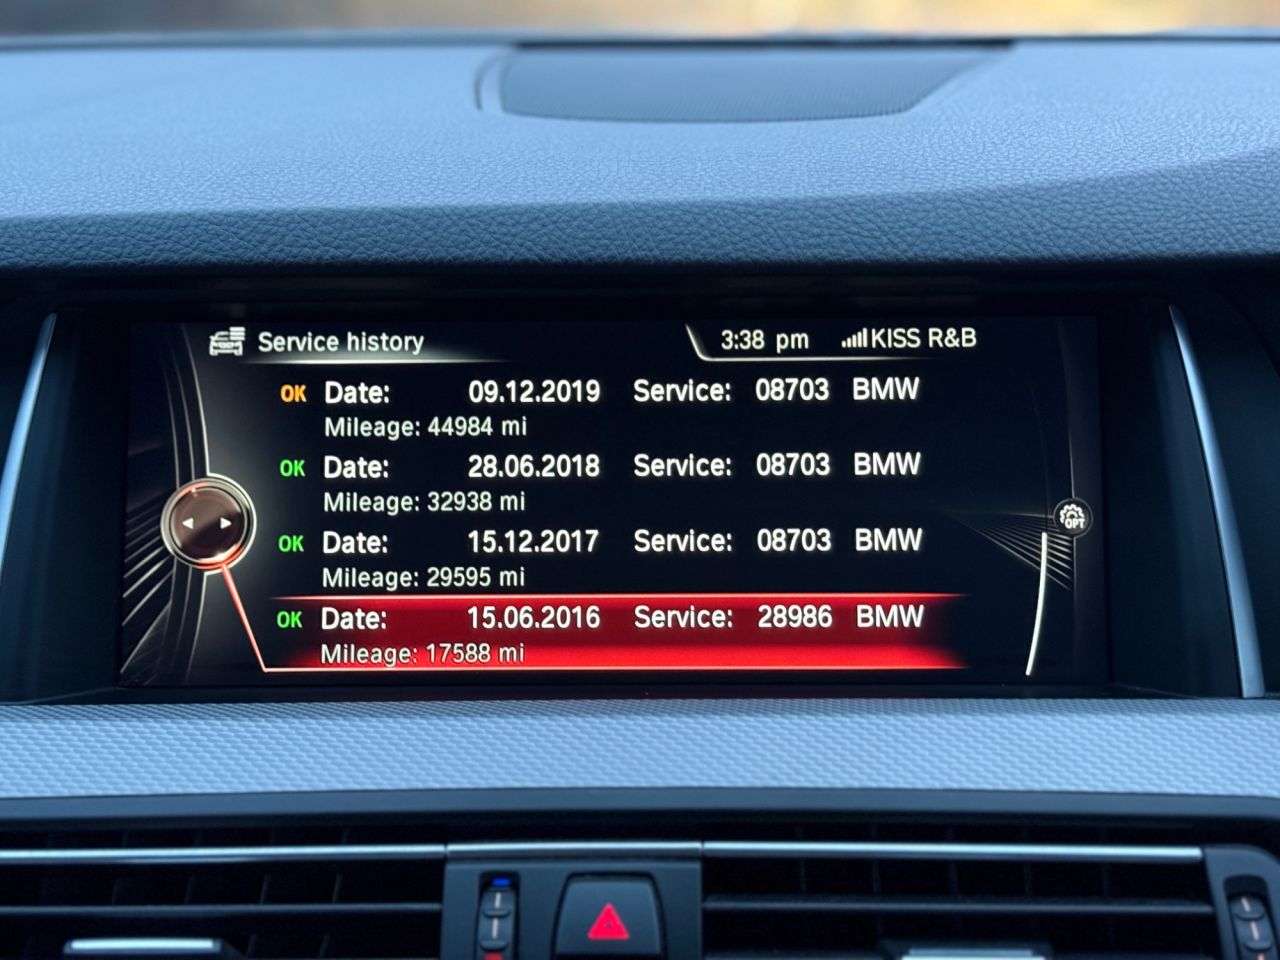 Service history 3:38 pm KISS R&B
OK Date: 09.12.2019 Service: 08703 BMW
Mileage: 44984 mi
OK Date: 28.06.2018 Service: 08703 BMW
Mileage: 32938 mi
OPT
OK Date: 15.12.2017 Service: 08703 BMW
Mileage: 29595 mi
OK Date: 15.06.2016 Service: 28986 BMW
Mileage: 17588 mi